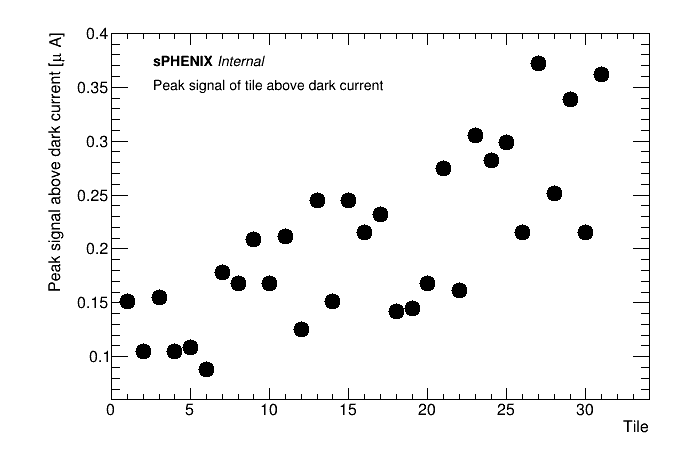 Peak signal above dark current [μ A]
0.4
0.35
0.3
0.25
0.2
0.15
0.1
sPHENIX Internal
Peak signal of tile above dark current
0 5 10 15 20 25 30
Tile